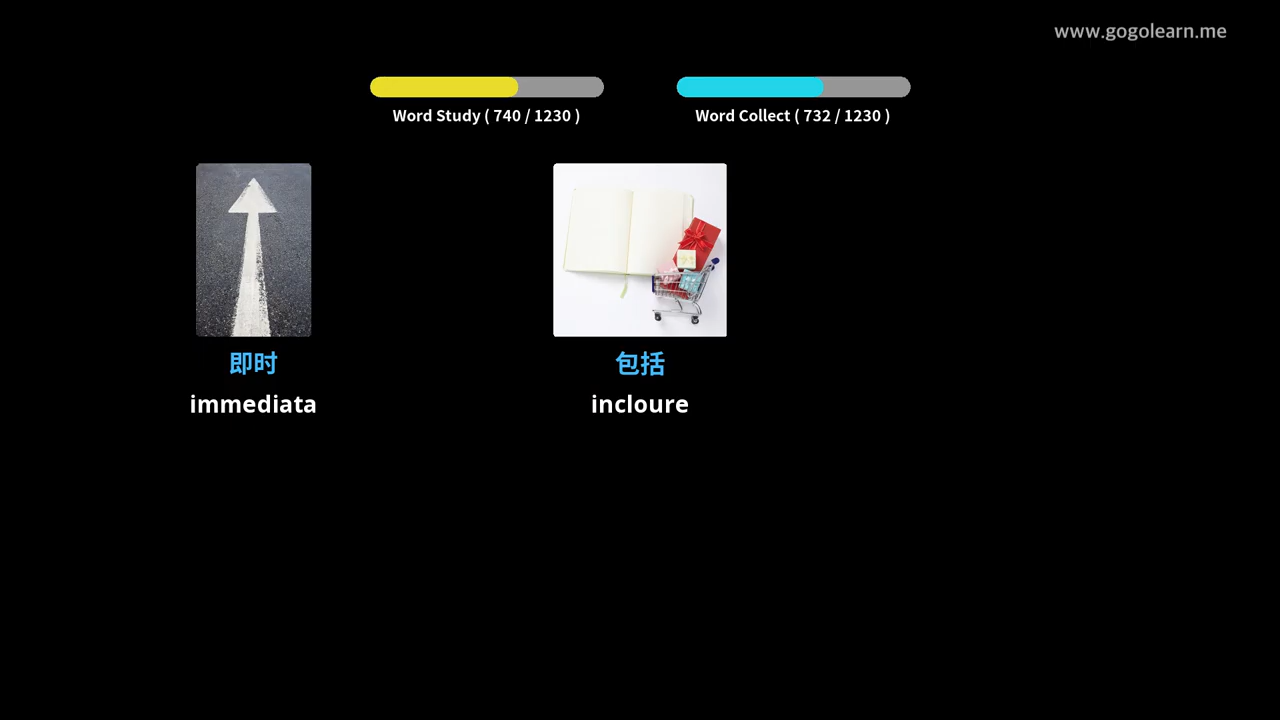 www.gogolearn.me
Word Study ( 740 / 1230 )
Word Collect ( 732 / 1230 )
即时
immediata
包括
incloure